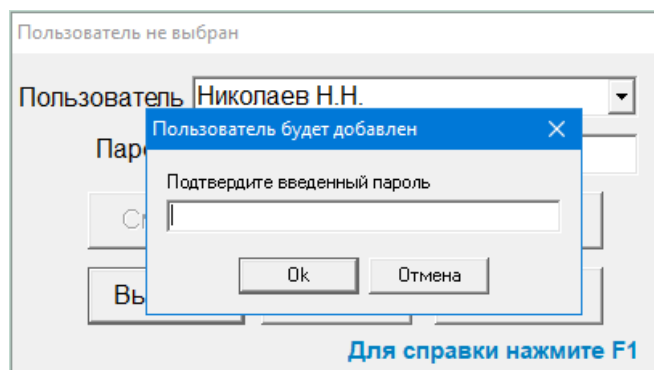 Пользователь не выбран
Пользователь Николаев Н.Н.
Пользователь будет добавлен
Подтвердите введенный пароль
Ok Отмена
Для справки нажмите F1